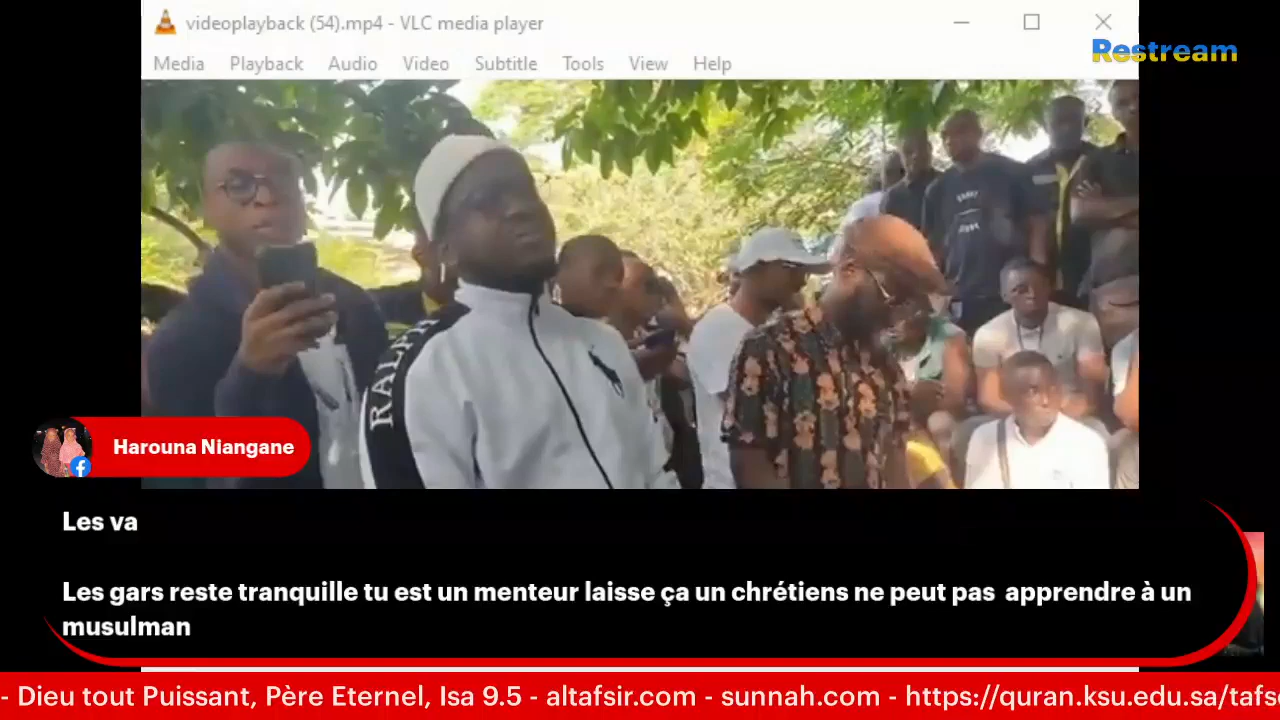 videoplayback (54).mp4 - VLC media player
Media Playback Audio Video Subtitle Tools View Help
Restream
RALPH
Harouna Niangane
Les va
Les gars reste tranquille tu est un menteur laisse ça un chrétiens ne peut pas apprendre à un
musulman
- Dieu tout Puissant, Père Eternel, Isa 9.5 - altafsir.com - sunnah.com - https://quran.ksu.edu.sa/tafs